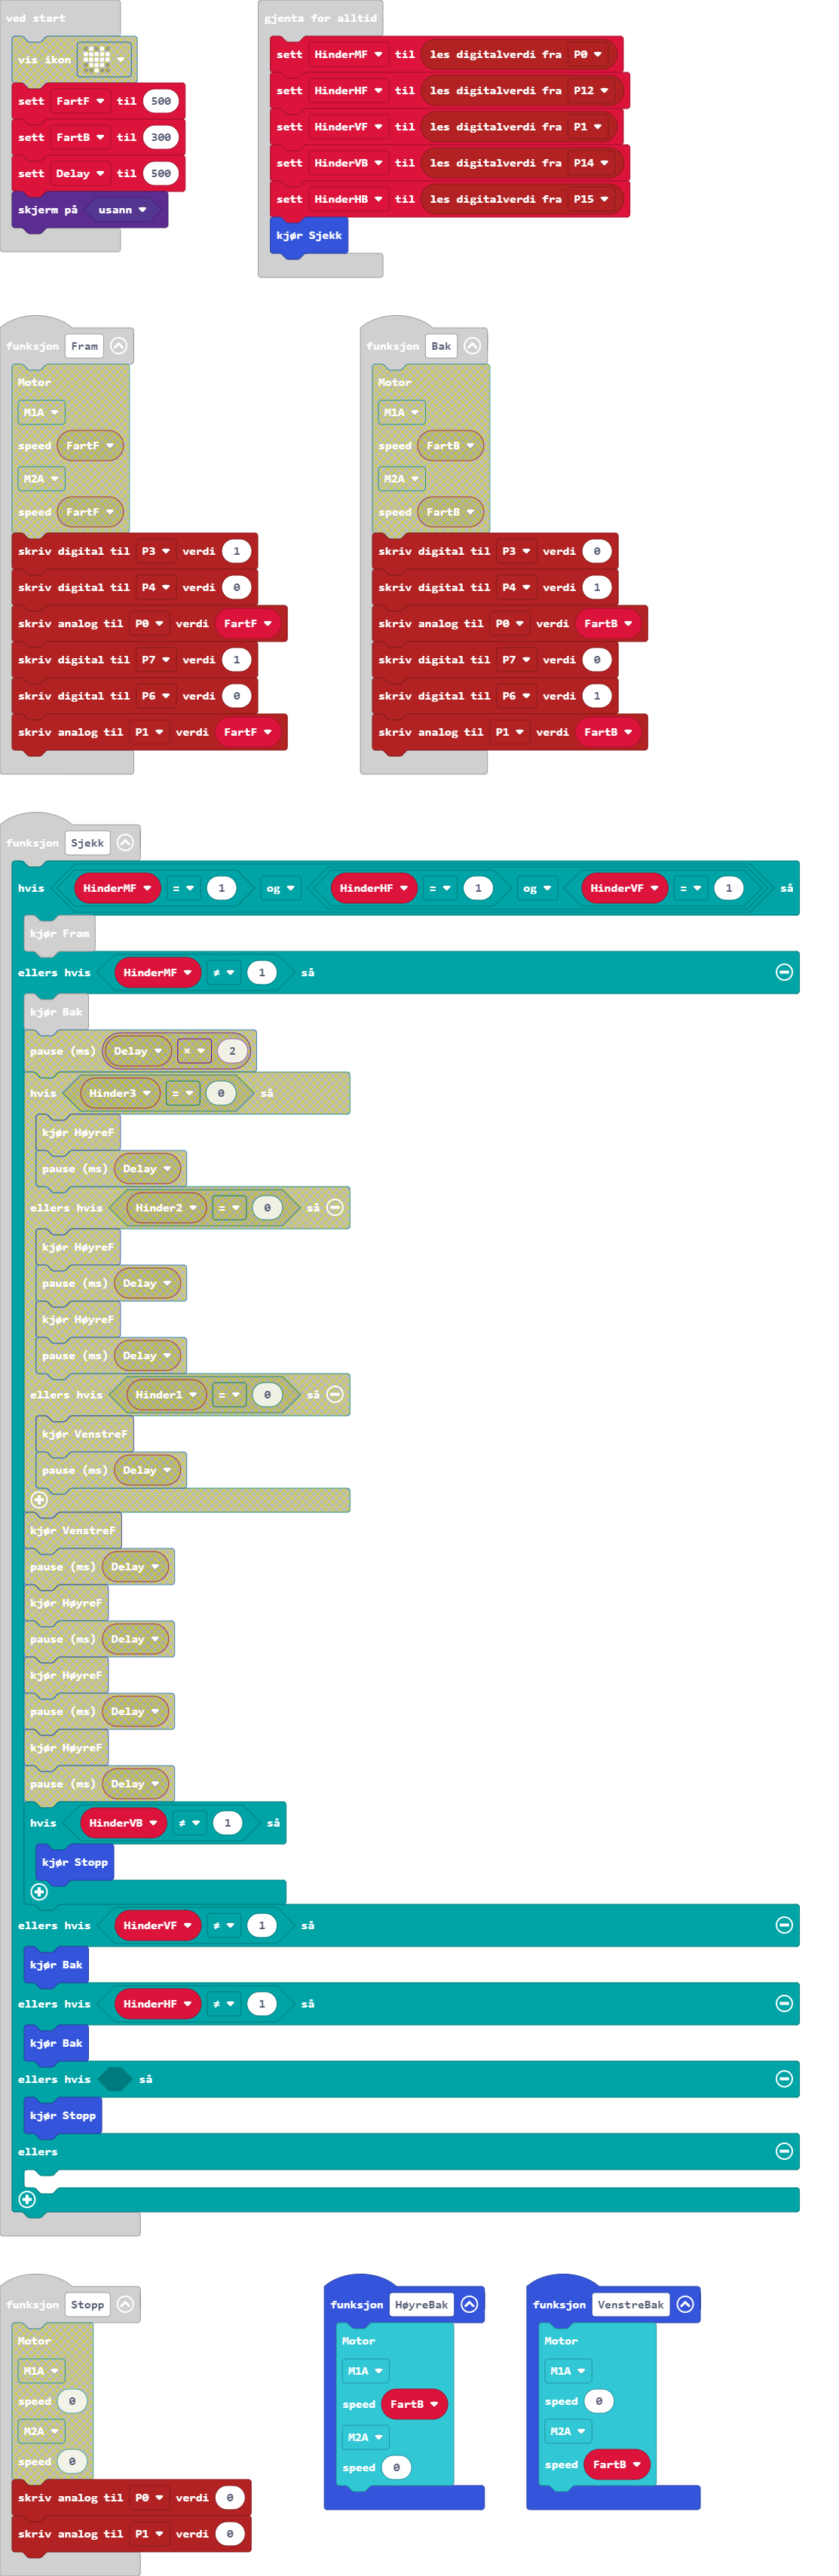 ved start
vis ikon
sett FartF til 500
sett FartB til 300
sett Delay til 500
skjerm på usann
gjenta for alltid
sett HinderMF til les digitalverdi fra P0
sett HinderHF til les digitalverdi fra P12
sett HinderVF til les digitalverdi fra P1
sett HinderVB til les digitalverdi fra P14
sett HinderHB til les digitalverdi fra P15
kjør Sjekk
funksjon Fram
Motor
M1A
speed FartF
M2A
speed FartF
skriv digital til P3 verdi 1
skriv digital til P4 verdi 0
skriv analog til P0 verdi FartF
skriv digital til P7 verdi 1
skriv digital til P6 verdi 0
skriv analog til P1 verdi FartF
funksjon Bak
Motor
M1A
speed FartB
M2A
speed FartB
skriv digital til P3 verdi 0
skriv digital til P4 verdi 1
skriv analog til P0 verdi FartB
skriv digital til P7 verdi 0
skriv digital til P6 verdi 1
skriv analog til P1 verdi FartB
funksjon Sjekk
hvis HinderMF = 1 og HinderHF = 1 og HinderVF = 1 så
kjør Fram
ellers hvis HinderMF ≠ 1 så
kjør Bak
pause (ms) Delay × 2
hvis Hinder3 = 0 så
kjør HøyreF
pause (ms) Delay
ellers hvis Hinder2 = 0 så
kjør HøyreF
pause (ms) Delay
kjør HøyreF
pause (ms) Delay
ellers hvis Hinder1 = 0 så
kjør VenstreF
pause (ms) Delay
kjør VenstreF
pause (ms) Delay
kjør HøyreF
pause (ms) Delay
kjør HøyreF
pause (ms) Delay
kjør HøyreF
pause (ms) Delay
hvis HinderVB ≠ 1 så
kjør Stopp
ellers hvis HinderVF ≠ 1 så
kjør Bak
ellers hvis HinderHF ≠ 1 så
kjør Bak
ellers hvis så
kjør Stopp
ellers
funksjon Stopp
Motor
M1A
speed 0
M2A
speed 0
skriv analog til P0 verdi 0
skriv analog til P1 verdi 0
funksjon HøyreBak
Motor
M1A
speed FartB
M2A
speed 0
funksjon VenstreBak
Motor
M1A
speed 0
M2A
speed FartB